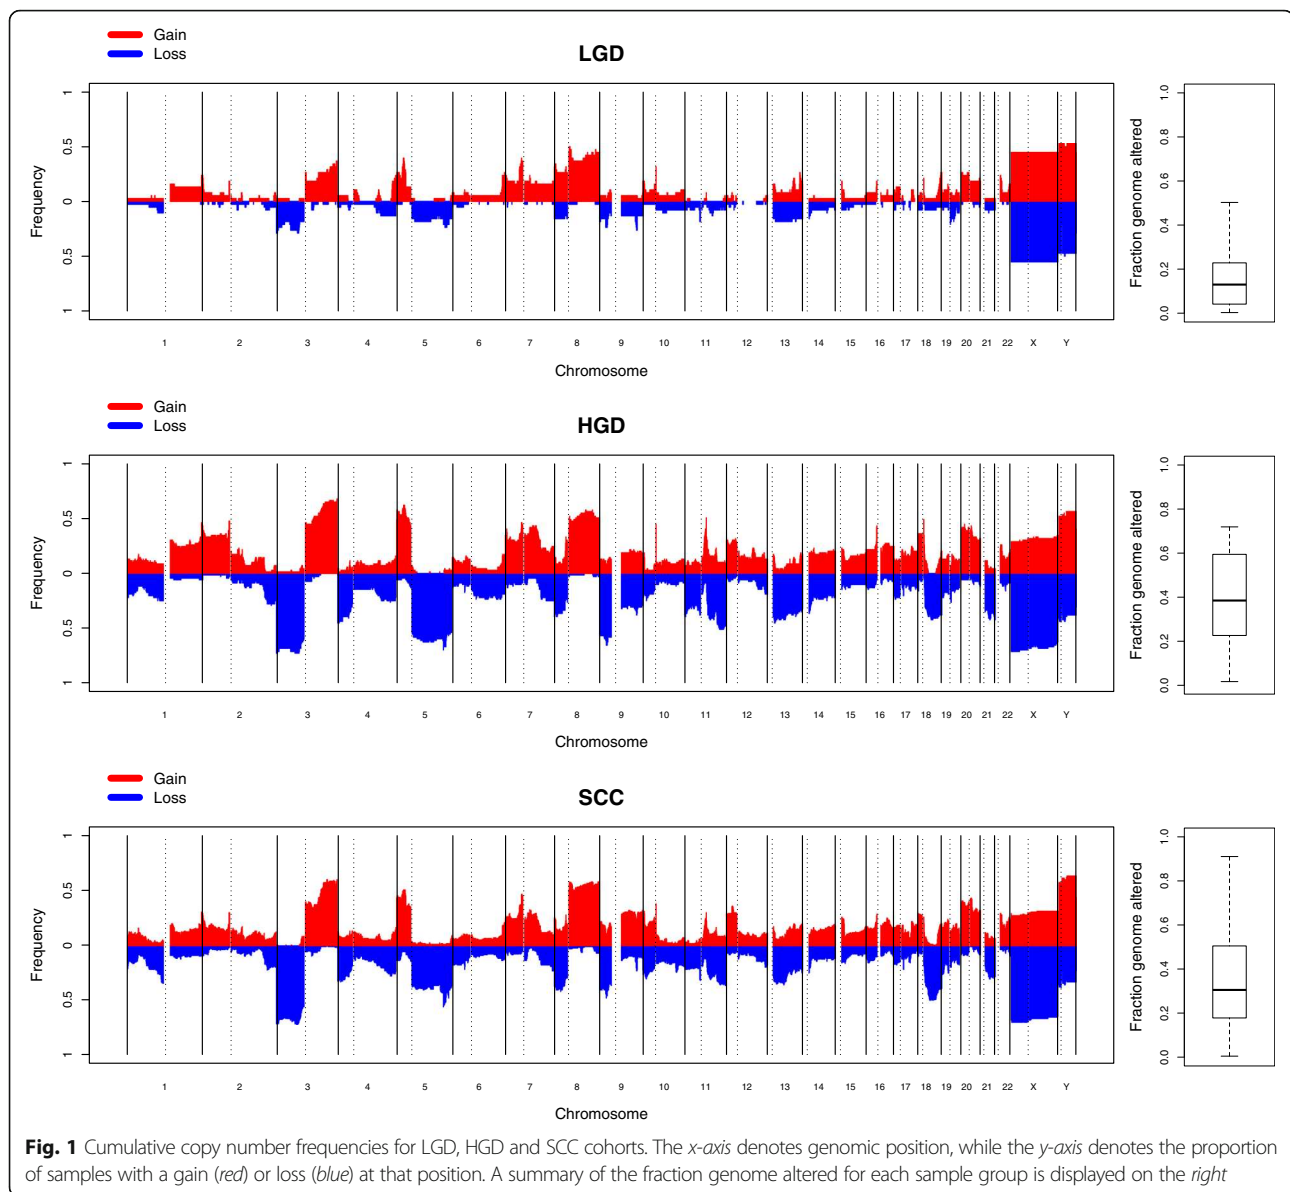 Gain
Loss
LGD
Frequency
1
0.5
0
0.5
1
1 2 3 4 5 6 7 8 9 10 11 12 13 14 15 16 17 18 19 20 21 22 X Y
Chromosome
Fraction genome altered
1.0
0.8
0.6
0.4
0.2
0.0
Gain
Loss
HGD
Frequency
1
0.5
0
0.5
1
1 2 3 4 5 6 7 8 9 10 11 12 13 14 15 16 17 18 19 20 21 22 X Y
Chromosome
Fraction genome altered
1.0
0.8
0.6
0.4
0.2
0.0
Gain
Loss
SCC
Frequency
1
0.5
0
0.5
1
1 2 3 4 5 6 7 8 9 10 11 12 13 14 15 16 17 18 19 20 21 22 X Y
Chromosome
Fraction genome altered
1.0
0.8
0.6
0.4
0.2
0.0
Fig. 1 Cumulative copy number frequencies for LGD, HGD and SCC cohorts. The x-axis denotes genomic position, while the y-axis denotes the proportion
of samples with a gain (red) or loss (blue) at that position. A summary of the fraction genome altered for each sample group is displayed on the right